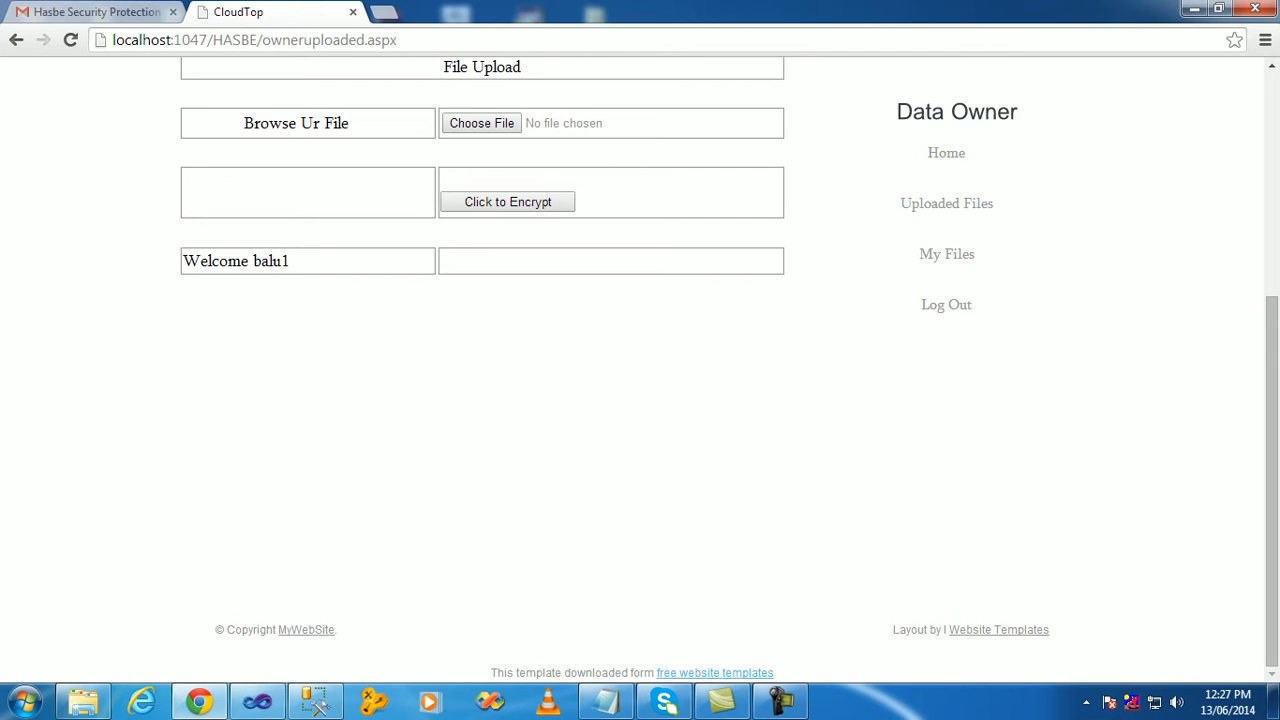 Hasbe Security Protection
CloudTop
localhost:1047/HASBE/owneruploaded.aspx
File Upload
Browse Ur File
Choose File No file chosen
Click to Encrypt
Welcome balu1
Data Owner
Home
Uploaded Files
My Files
Log Out
© Copyright MyWebSite.
Layout by | Website Templates
This template downloaded form free website templates
12:27 PM
13/06/2014